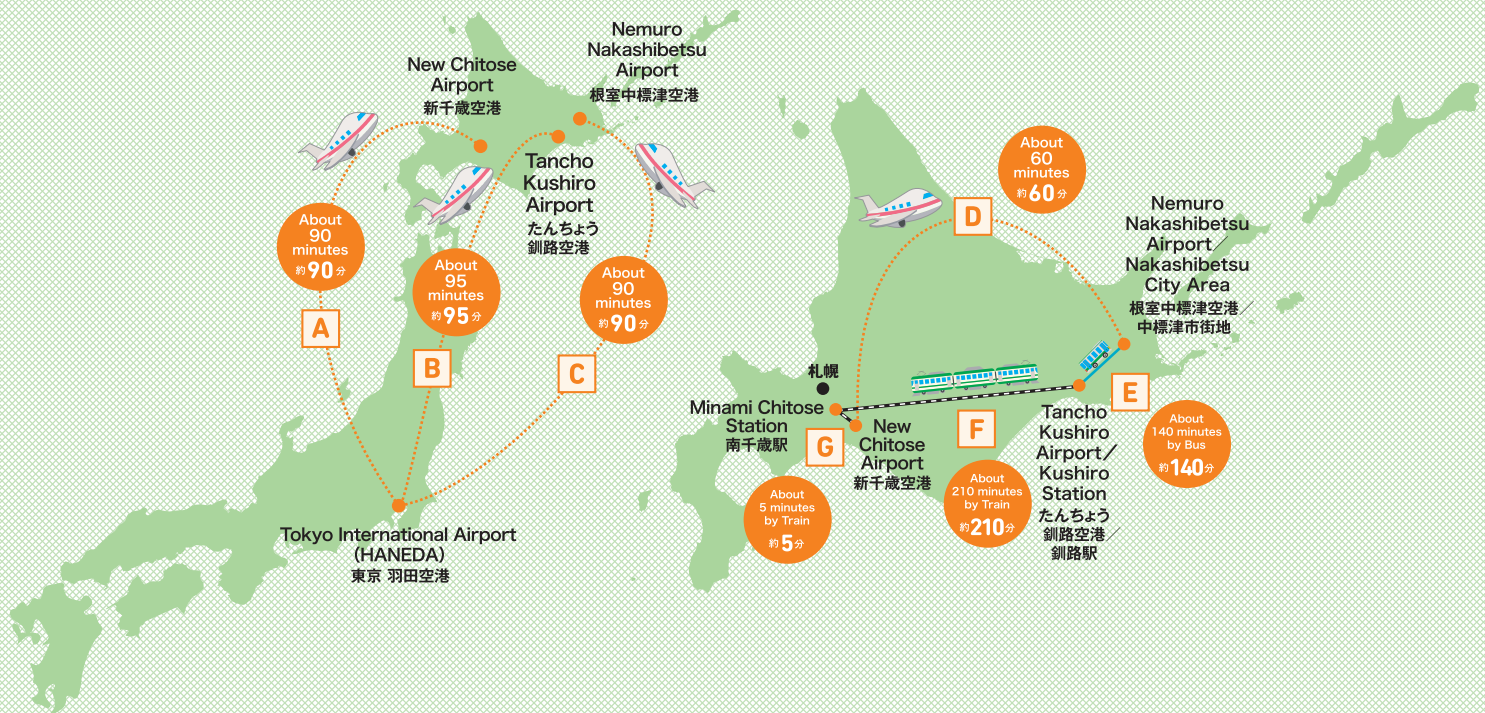 New Chitose
Airport
新千歳空港
Nemuro
Nakashibetsu
Airport
根室中標津空港
Tancho
Kushiro
Airport
たんちょう
釧路空港
About
90
minutes
約90分
A
About
95
minutes
約95分
B
About
90
minutes
約90分
C
Tokyo International Airport
(HANEDA)
東京 羽田空港
About
60
minutes
約60分
D
Nemuro
Nakashibetsu
Airport／
Nakashibetsu
City Area
根室中標津空港／
中標津市街地
札幌
Minami Chitose
Station
南千歳駅
G
New
Chitose
Airport
新千歳空港
F
Tancho
Kushiro
Airport／
Kushiro
Station
たんちょう
釧路空港／
釧路駅
E
About
140 minutes
by Bus
約140分
About
210 minutes
by Train
約210分
About
5 minutes
by Train
約5分